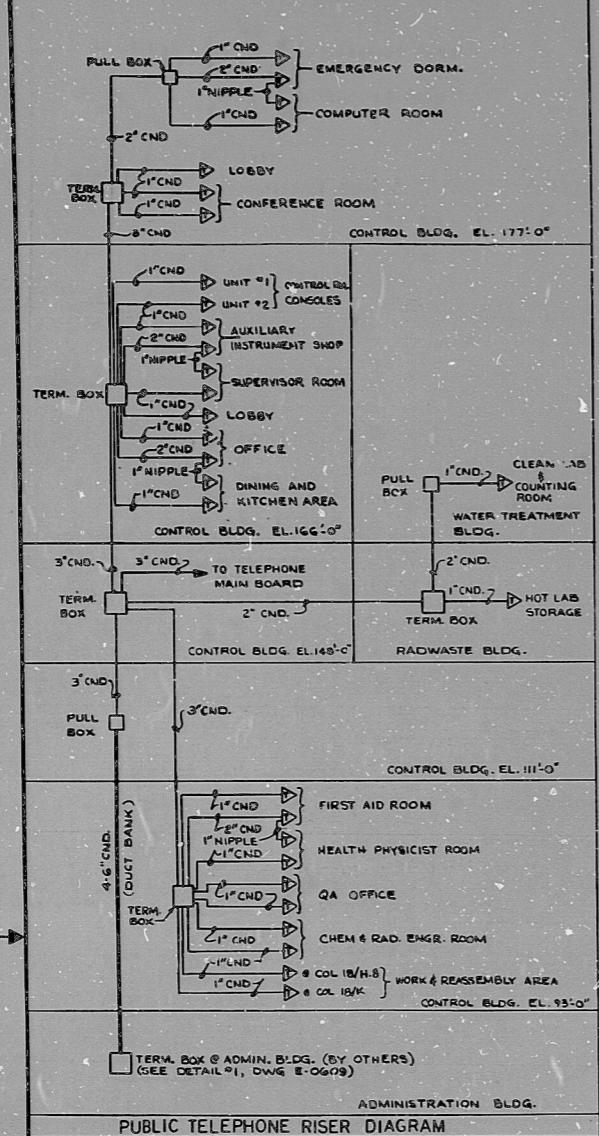 1" CND
PULL BOX
2" CND
EMERGENCY DORM.
1" NIPPLE
COMPUTER ROOM
1" CND
2" CND
LOBBY
TERM. BOX
1" CND
CONFERENCE ROOM
1" CND
3" CND
CONTROL BLDG. EL. 177'-0"
1" CND
UNIT #1
CONTROL RM.
UNIT #2
CONSOLES
1" CND
AUXILIARY
2" CND
INSTRUMENT SHOP
1" NIPPLE
SUPERVISOR ROOM
TERM. BOX
1" CND
LOBBY
1" CND
OFFICE
2" CND
1" NIPPLE
DINING AND
1" CND
KITCHEN AREA
CONTROL BLDG. EL. 166'-0"
PULL
BOX
1" CND.
CLEAN LAB
&
COUNTING
ROOM
WATER TREATMENT
BLDG.
3" CND.
3" CND.
TO TELEPHONE
MAIN BOARD
2" CND.
TERM.
BOX
2" CND.
1" CND.
HOT LAB
STORAGE
TERM. BOX
CONTROL BLDG. EL. 148'-0"
RADWASTE BLDG.
3" CND.
PULL
BOX
3" CND.
CONTROL BLDG. EL. 111'-0"
4-6" CND.
(DUCT BANK)
1" CND
FIRST AID ROOM
2" CND
1" NIPPLE
1" CND
HEALTH PHYSICIST ROOM
1" CND
QA OFFICE
TERM.
BOX
1" CND
CHEM & RAD. ENGR. ROOM
1" CND
@ COL 18/H.8
WORK & REASSEMBLY AREA
1" CND
@ COL 18/K
CONTROL BLDG. EL. 93'-0"
TERM. BOX @ ADMIN. BLDG. (BY OTHERS)
(SEE DETAIL #1, DWG E-0609)
ADMINISTRATION BLDG.
PUBLIC TELEPHONE RISER DIAGRAM